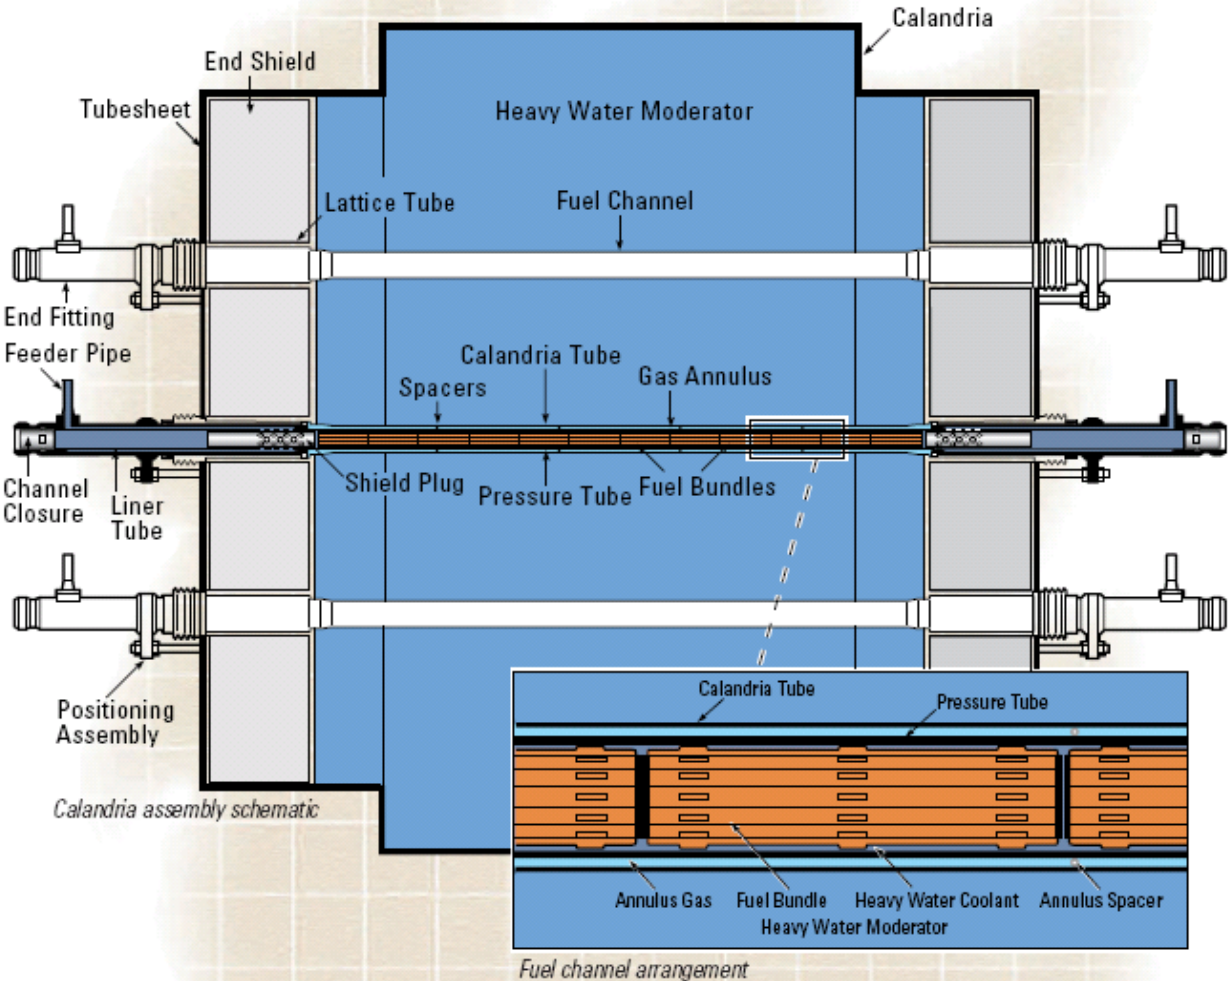 Calandria
End Shield
Tubesheet
Heavy Water Moderator
Lattice Tube
Fuel Channel
End Fitting
Feeder Pipe
Calandria Tube
Gas Annulus
Spacers
Channel
Closure
Liner
Tube
Shield Plug
Pressure Tube
Fuel Bundles
Positioning
Assembly
Calandria assembly schematic
Calandria Tube
Pressure Tube
Annulus Gas
Fuel Bundle
Heavy Water Coolant
Annulus Spacer
Heavy Water Moderator
Fuel channel arrangement